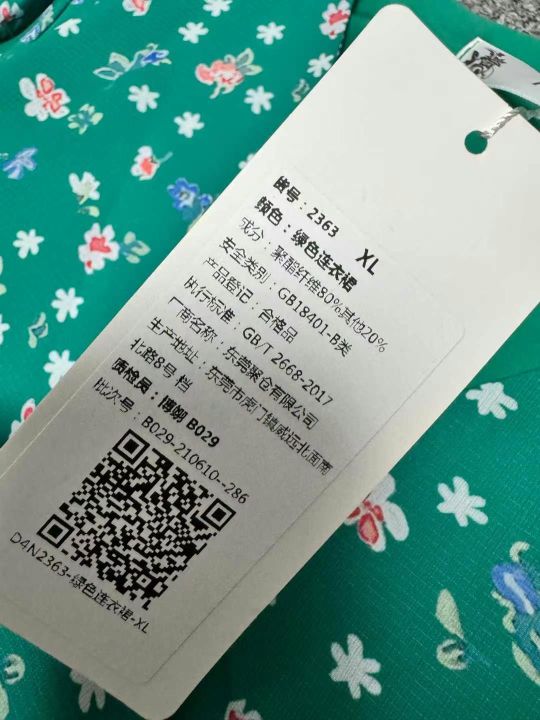 货号：2363 XL
颜色：绿色连衣裙
成分：聚酯纤维80%其他20%
安全类别：GB18401-B类
产品登记：合格品
执行标准：GB/T 2668-2017
厂商名称：东莞聚仓有限公司
生产地址：东莞市虎门镇威远北面南
北路8号 档
质检员：博刚 B029
批次号：B029-210610--286
D4N2363-绿色连衣裙-XL